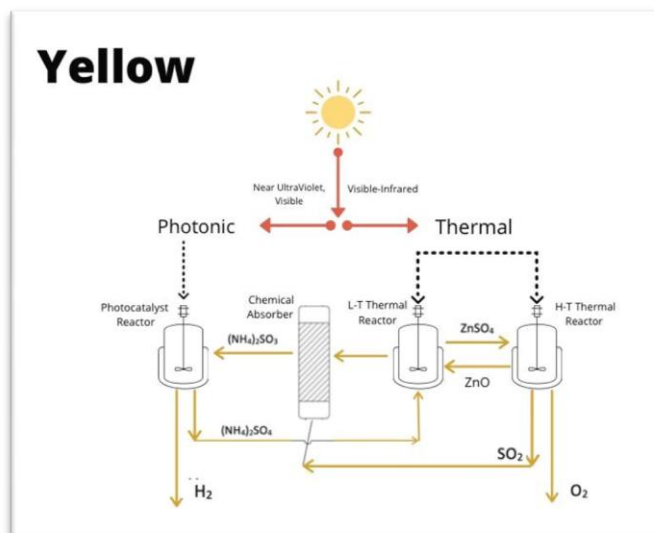 Yellow
Near UltraViolet,
Visible
Visible-Infrared
Photonic
Thermal
Photocatalyst
Reactor
Chemical
Absorber
L-T Thermal
Reactor
H-T Thermal
Reactor
(NH₄)₂SO₃
ZnSO₄
ZnO
(NH₄)₂SO₄
SO₂
H₂
O₂